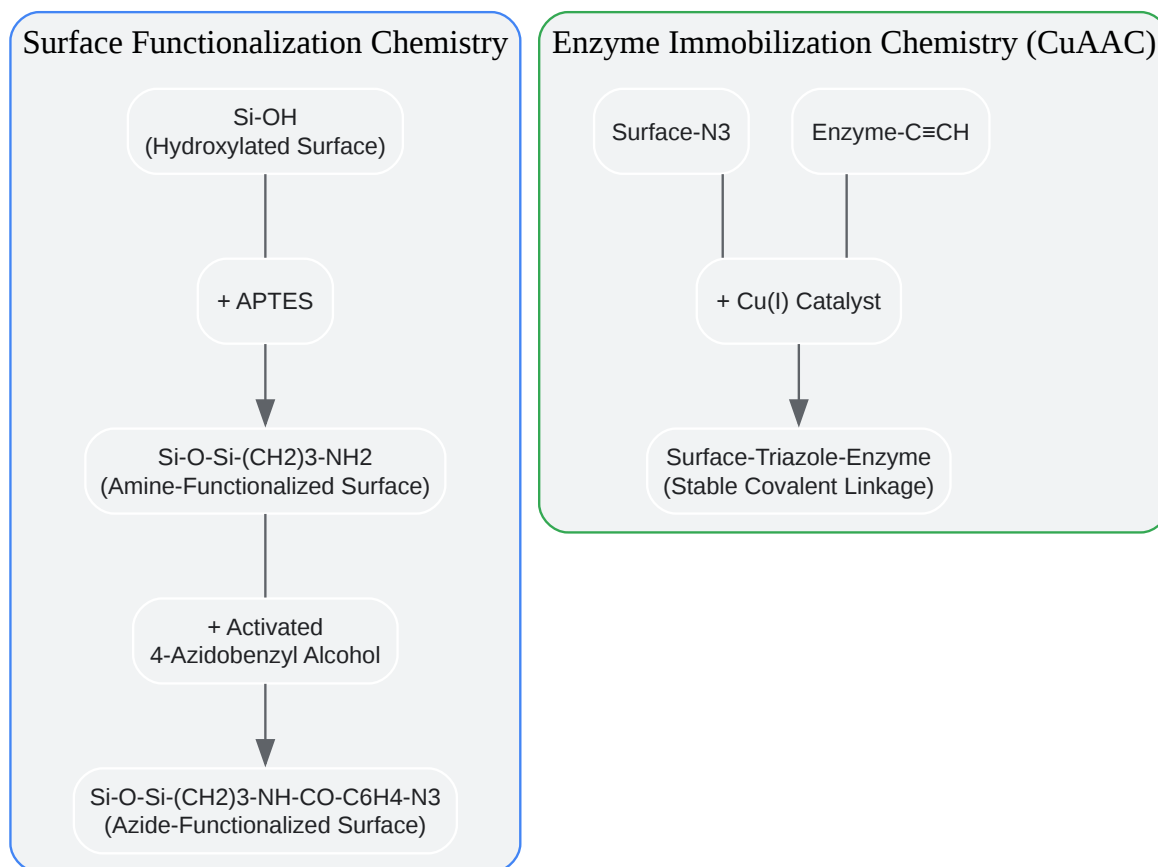 Surface Functionalization Chemistry
Si-OH
(Hydroxylated Surface)
+ APTES
Si-O-Si-(CH2)3-NH2
(Amine-Functionalized Surface)
+ Activated
4-Azidobenzyl Alcohol
Si-O-Si-(CH2)3-NH-CO-C6H4-N3
(Azide-Functionalized Surface)
Enzyme Immobilization Chemistry (CuAAC)
Surface-N3
Enzyme-C≡CH
+ Cu(I) Catalyst
Surface-Triazole-Enzyme
(Stable Covalent Linkage)